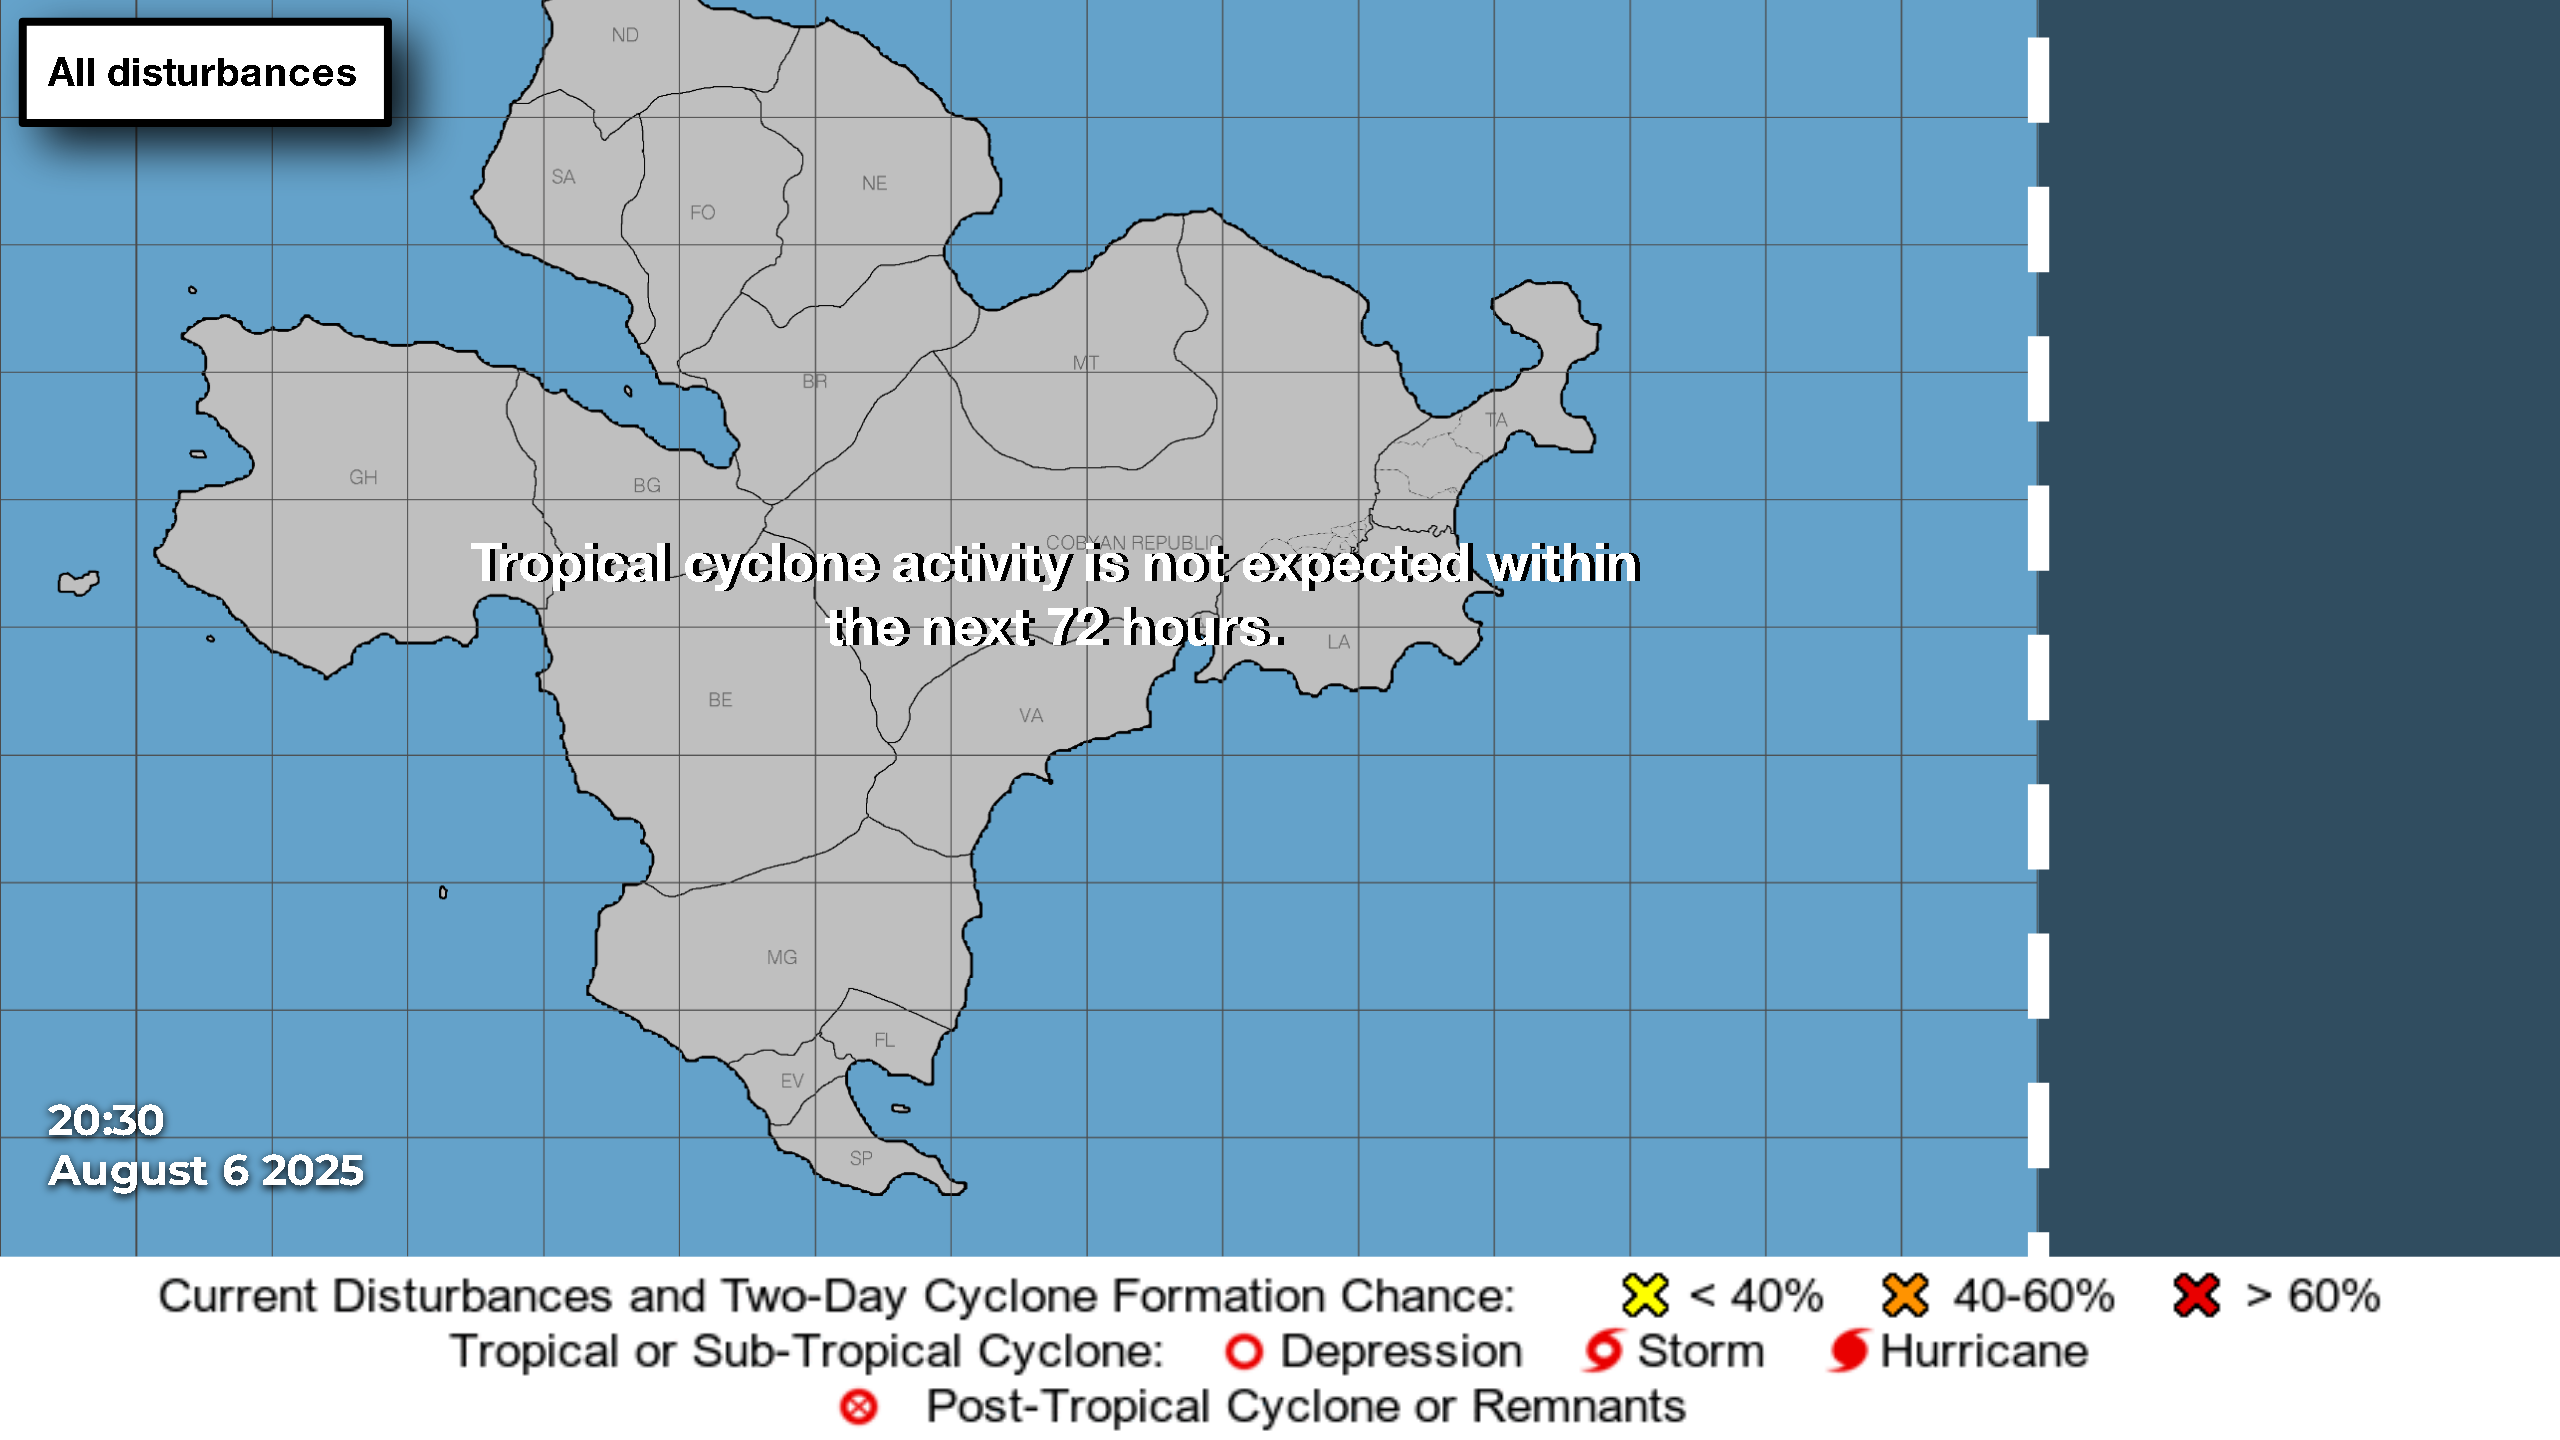 All disturbances
ND
SA
FO
NE
MT
BR
TA
GH
BG
COBYAN REPUBLIC
Tropical cyclone activity is not expected within
the next 72 hours.
LA
BE
VA
MG
FL
EV
SP
20:30
August 6 2025
Current Disturbances and Two-Day Cyclone Formation Chance: < 40% 40-60% > 60%
Tropical or Sub-Tropical Cyclone: Depression Storm Hurricane
Post-Tropical Cyclone or Remnants